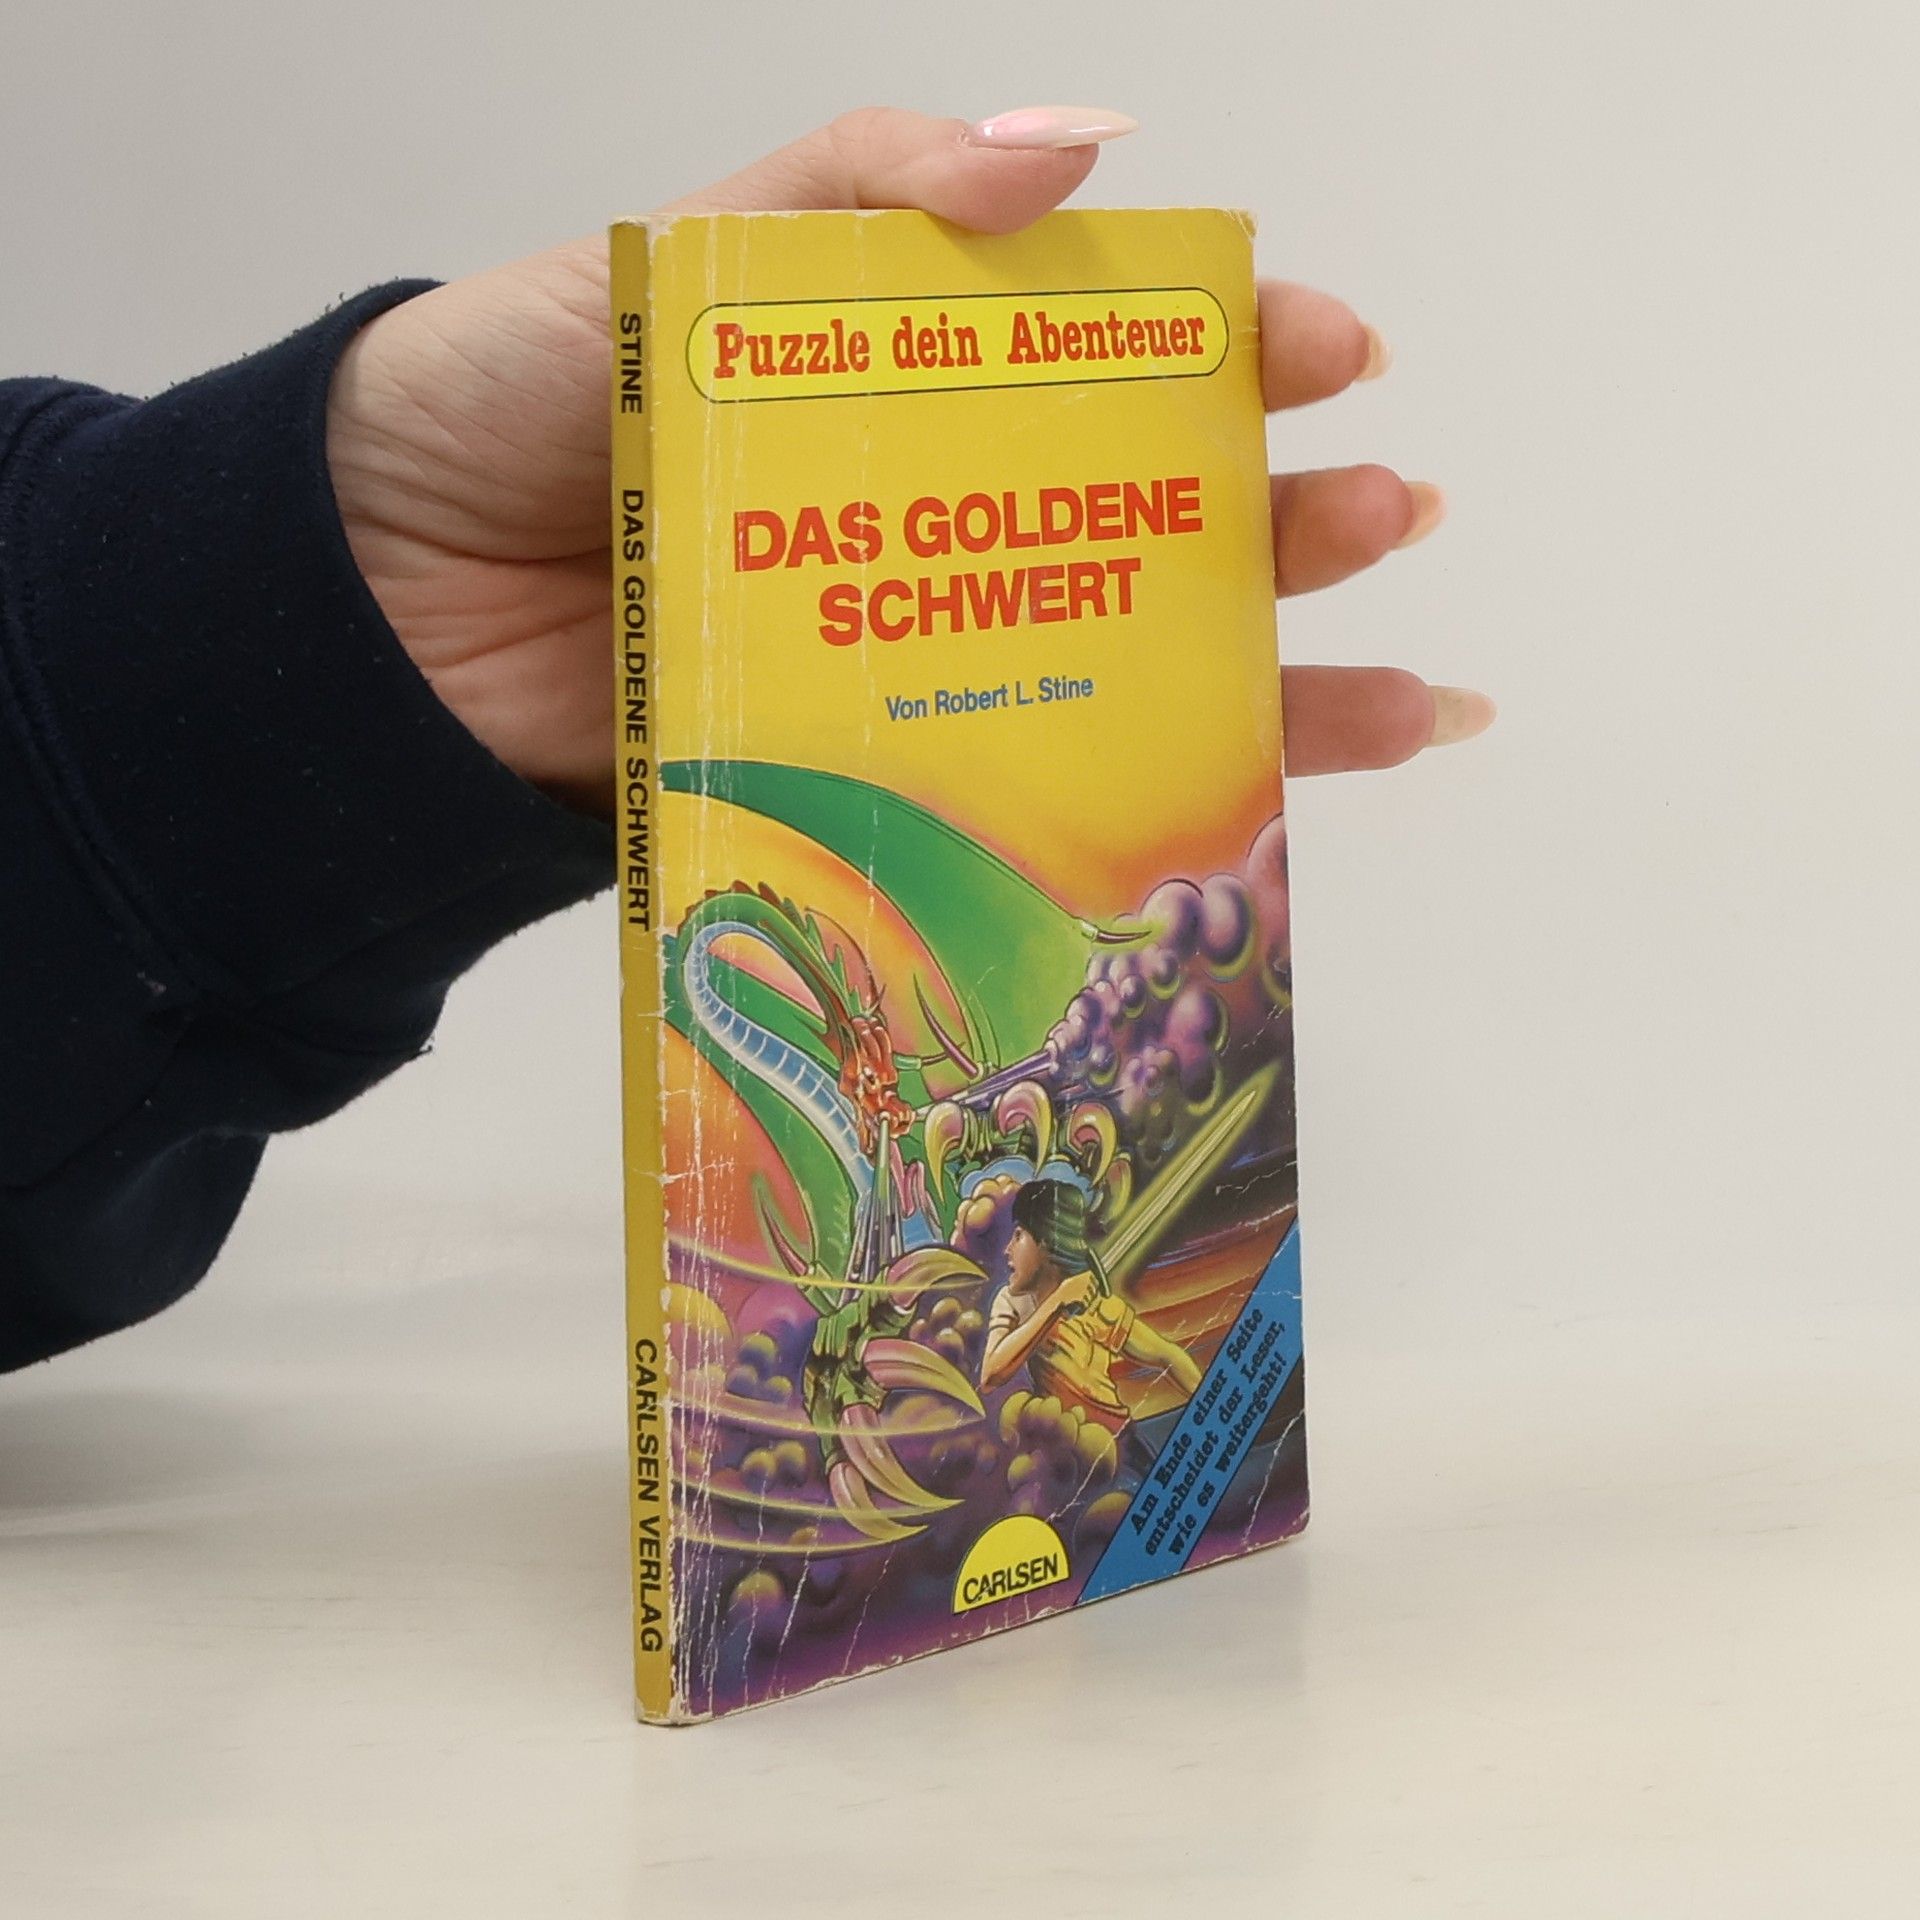 Puzzle dein Abenteuer
DAS GOLDENE
SCHWERT
Von Robert L. Stine
Am Ende einer Seite
entscheidet der Leser,
wie es weitergeht!
CARLSEN
STINE DAS GOLDENE SCHWERT CARLSEN VERLAG